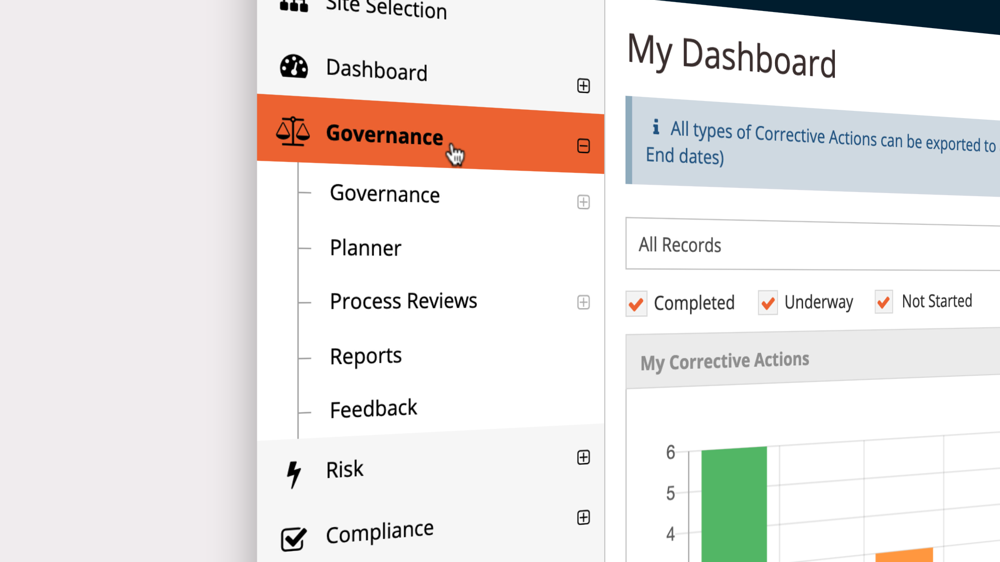 Site Selection
Dashboard
Governance
Governance
Planner
Process Reviews
Reports
Feedback
Risk
Compliance
My Dashboard
All types of Corrective Actions can be exported to
End dates)
All Records
Completed Underway Not Started
My Corrective Actions
6
5
4